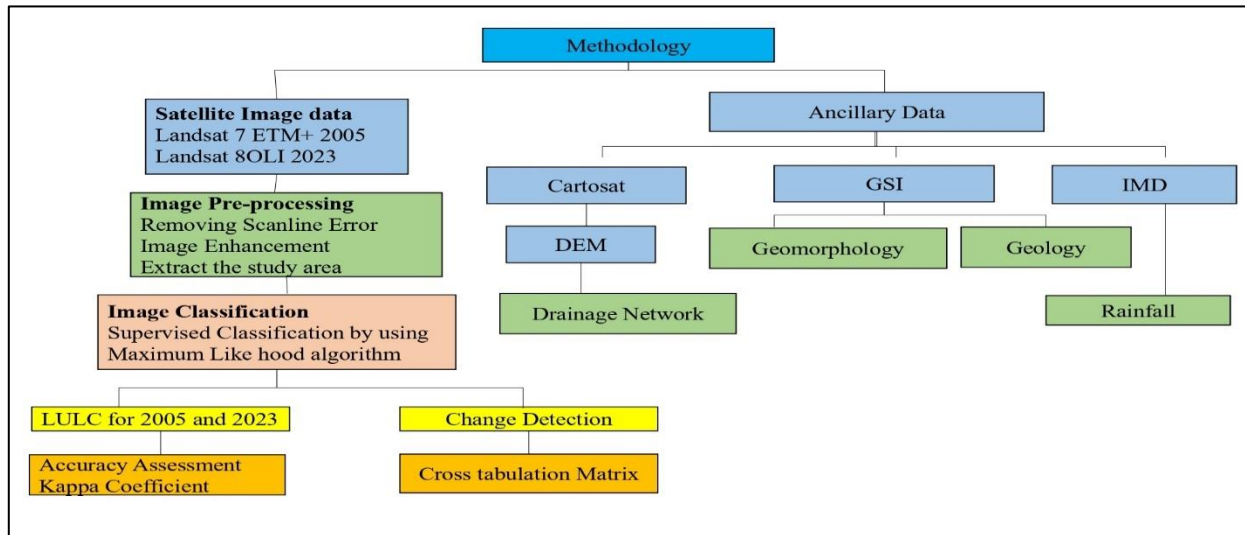 Methodology
Satellite Image data
Landsat 7 ETM+ 2005
Landsat 8OLI 2023
Ancillary Data
Cartosat
GSI
IMD
Image Pre-processing
Removing Scanline Error
Image Enhancement
Extract the study area
DEM
Geomorphology
Geology
Drainage Network
Rainfall
Image Classification
Supervised Classification by using
Maximum Like hood algorithm
LULC for 2005 and 2023
Change Detection
Accuracy Assessment
Kappa Coefficient
Cross tabulation Matrix